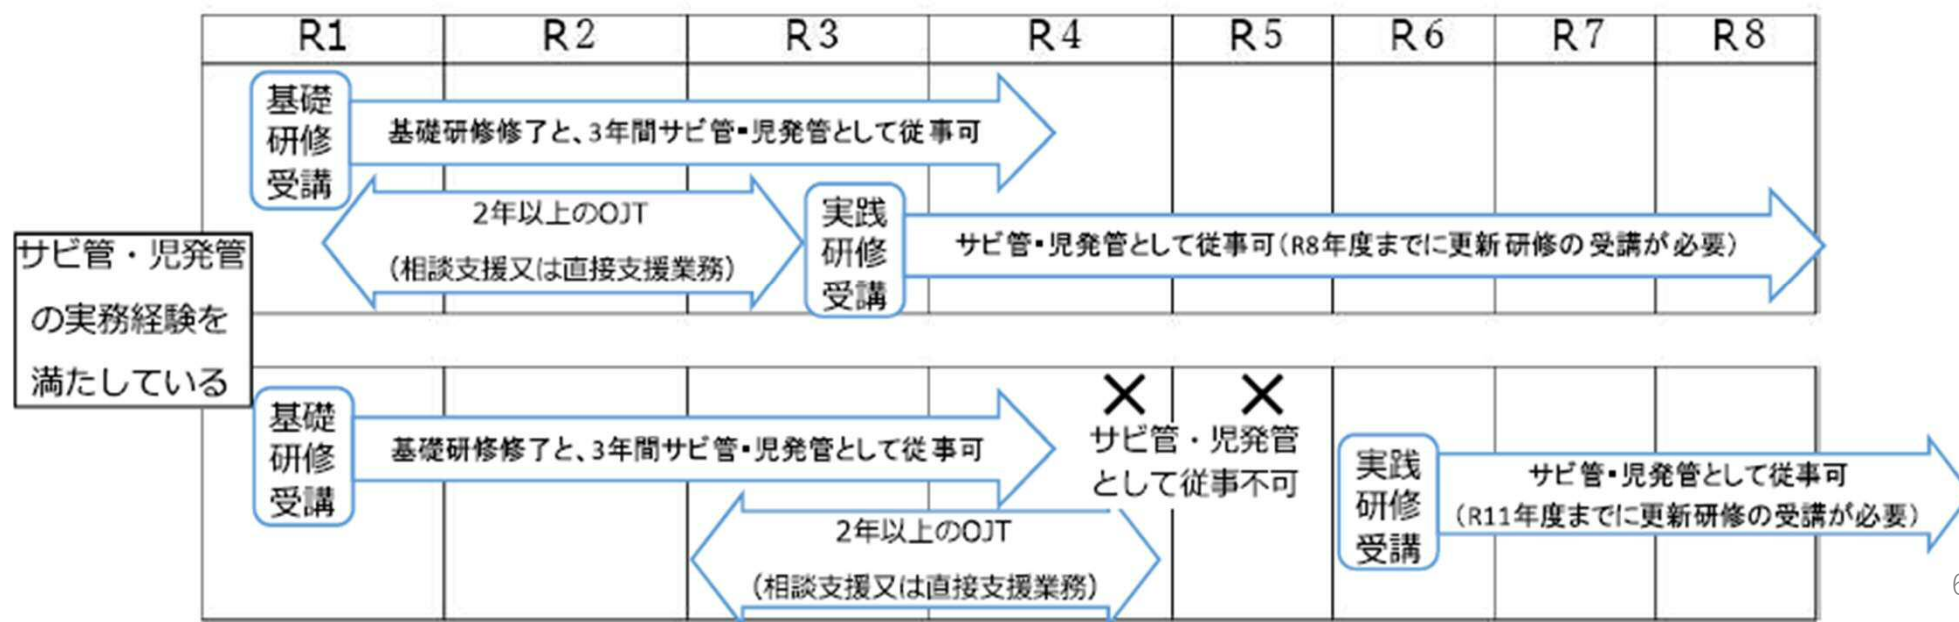 R1 R2 R3 R4 R5 R6 R7 R8
基礎
研修
受講
基礎研修修了と、3年間サビ管・児発管として従事可
2年以上のOJT
(相談支援又は直接支援業務)
実践
研修
受講
サビ管・児発管として従事可(R8年度までに更新研修の受講が必要)
サビ管・児発管
の実務経験を
満たしている
基礎
研修
受講
基礎研修修了と、3年間サビ管・児発管として従事可
サビ管・児発管
として従事不可
2年以上のOJT
(相談支援又は直接支援業務)
実践
研修
受講
サビ管・児発管として従事可
(R11年度までに更新研修の受講が必要)
6